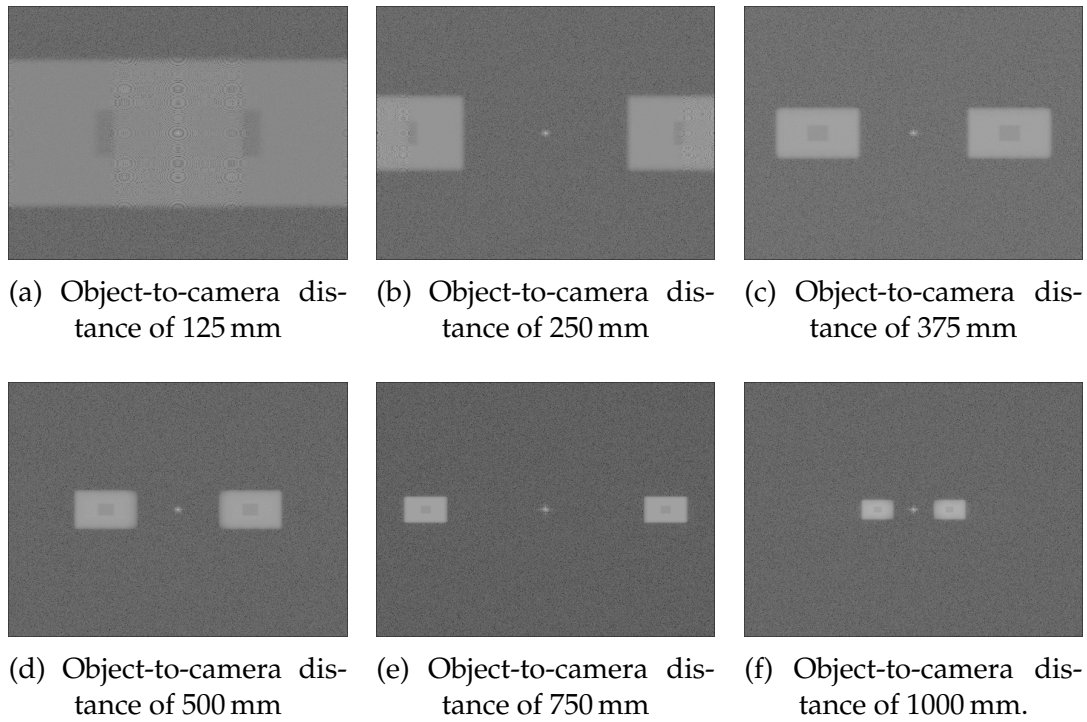 (a) Object-to-camera dis-
tance of 125 mm
(b) Object-to-camera dis-
tance of 250 mm
(c) Object-to-camera dis-
tance of 375 mm
(d) Object-to-camera dis-
tance of 500 mm
(e) Object-to-camera dis-
tance of 750 mm
(f) Object-to-camera dis-
tance of 1000 mm.